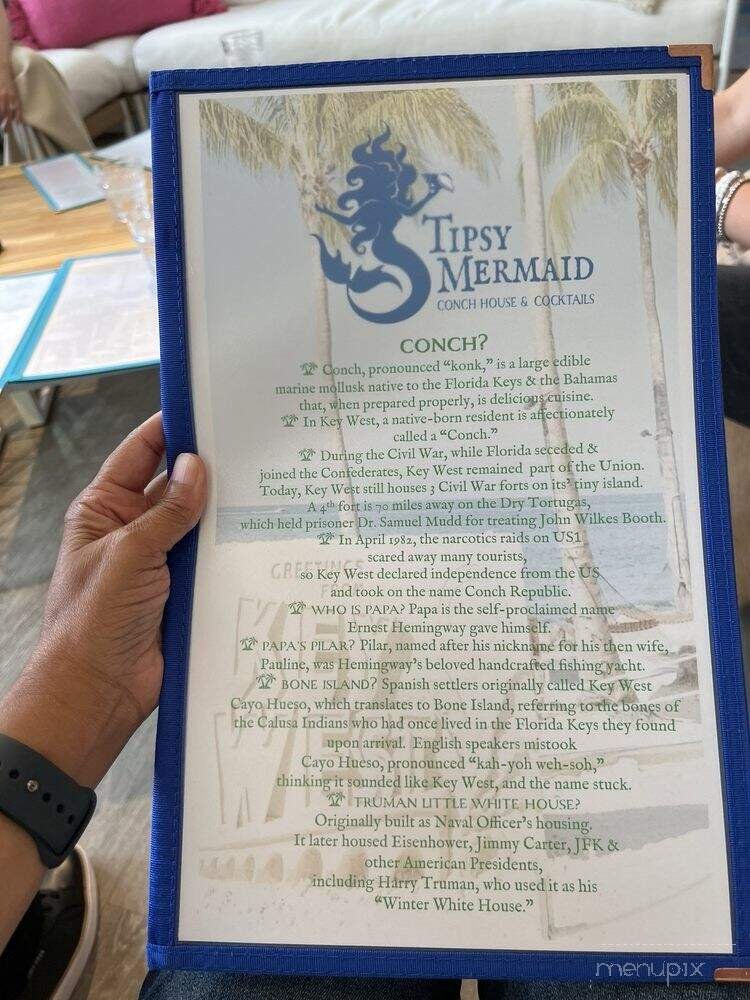 TIPSY
MERMAID
CONCH HOUSE & COCKTAILS
CONCH?
Conch, pronounced “konk,” is a large edible
marine mollusk native to the Florida Keys & the Bahamas
that, when prepared properly, is delicious cuisine.
In Key West, a native-born resident is affectionately
called a “Conch.”
During the Civil War, while Florida seceded &
joined the Confederates, Key West remained part of the Union.
Today, Key West still houses 3 Civil War forts on its' tiny island.
A 4th fort is 70 miles away on the Dry Tortugas,
which held prisoner Dr. Samuel Mudd for treating John Wilkes Booth.
In April 1982, the narcotics raids on US1
scared away many tourists,
so Key West declared independence from the US
and took on the name Conch Republic.
WHO IS PAPA? Papa is the self-proclaimed name
Ernest Hemingway gave himself.
PAPA'S PILAR? Pilar, named after his nickname for his then wife,
Pauline, was Hemingway's beloved handcrafted fishing yacht.
BONE ISLAND? Spanish settlers originally called Key West
Cayo Hueso, which translates to Bone Island, referring to the bones of
the Calusa Indians who had once lived in the Florida Keys they found
upon arrival. English speakers mistook
Cayo Hueso, pronounced “kah-yoh weh-soh,”
thinking it sounded like Key West, and the name stuck.
TRUMAN LITTLE WHITE HOUSE?
Originally built as Naval Officer's housing.
It later housed Eisenhower, Jimmy Carter, JFK &
other American Presidents,
including Harry Truman, who used it as his
“Winter White House.”
GREETINGS
FROM
KEY
WEST
menupix